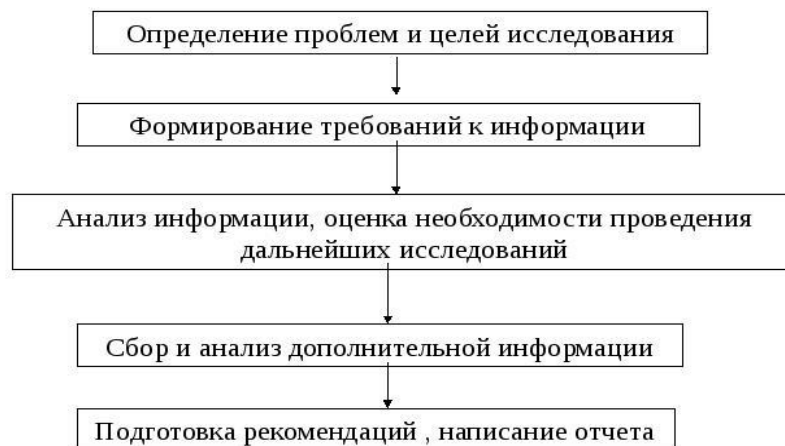 Определение проблем и целей исследования
Формирование требований к информации
Анализ информации, оценка необходимости проведения
дальнейших исследований
Сбор и анализ дополнительной информации
Подготовка рекомендаций , написание отчета